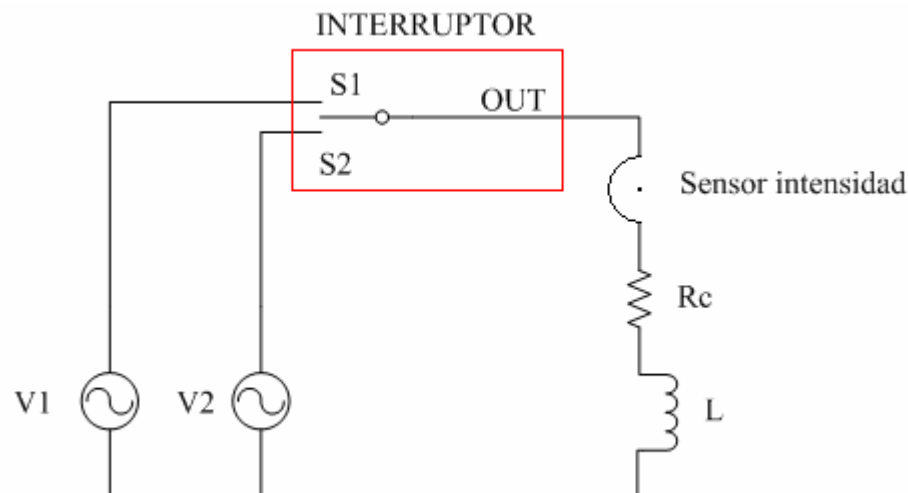 INTERRUPTOR
S1
OUT
S2
Sensor intensidad
Rc
V1
V2
L